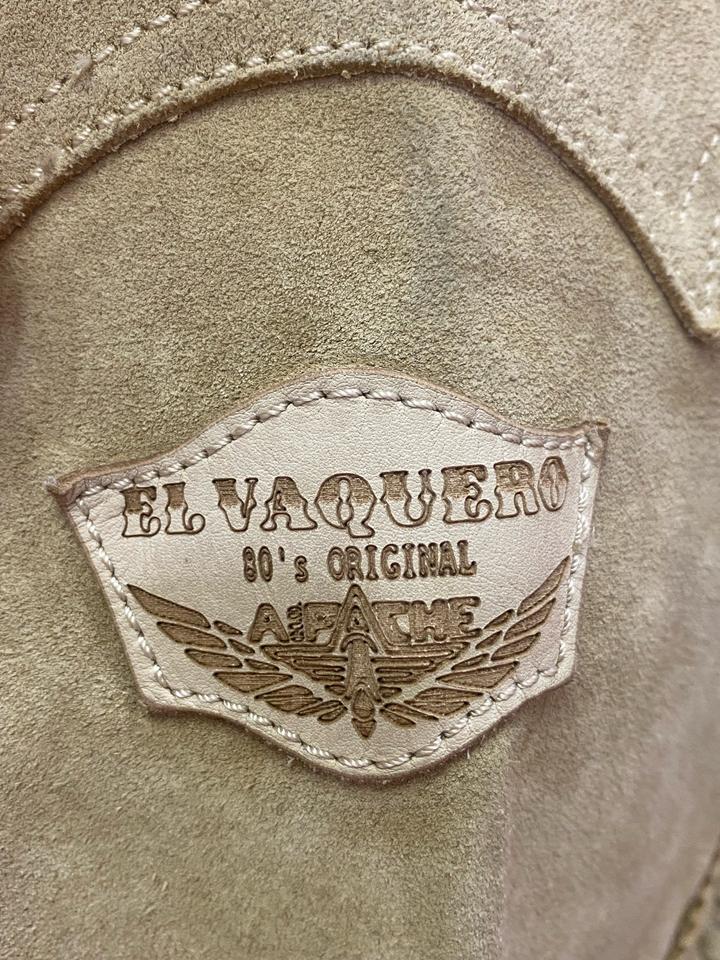 EL VAQUERO
80's ORIGINAL
APACHE